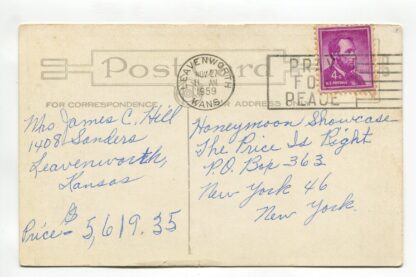 Post Card
FOR CORRESPONDENCE
ADDRESS
LEAVENWORTH
NOV 27
AM
1959
KANS.
PRAY
FOR
PEACE
4¢
U.S. POSTAGE
Mrs James C. Hill
1408 Sanders
Leavenworth,
Kansas
Price - $5,619.35
Honeymoon Showcase
The Price Is Right
P.O. Box 363
New York 46
New York.